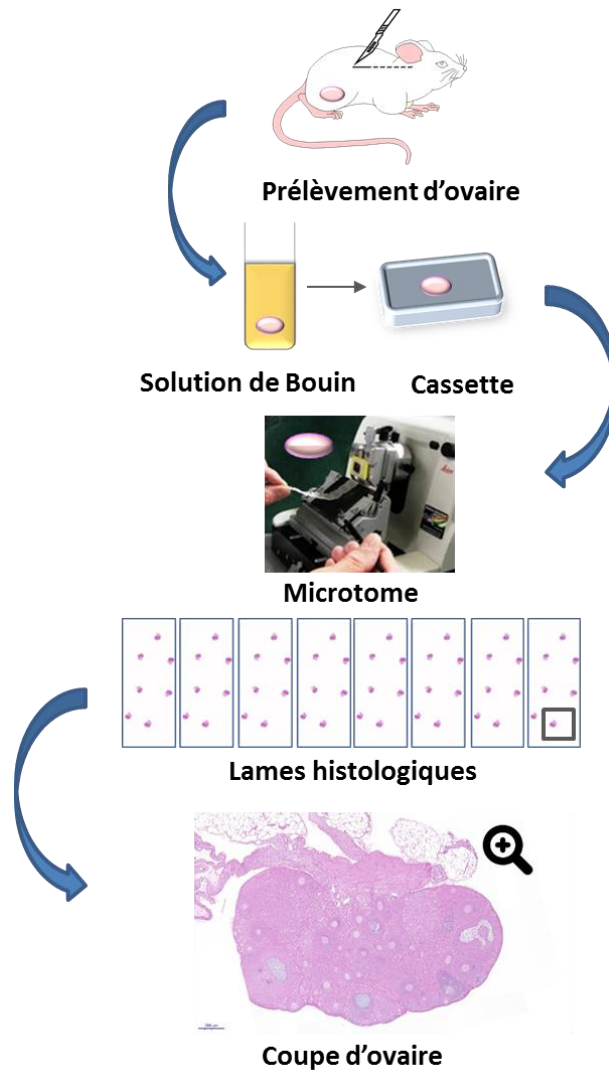 Prélèvement d'ovaire
Solution de Bouin
Cassette
Microtome
Lames histologiques
Coupe d'ovaire